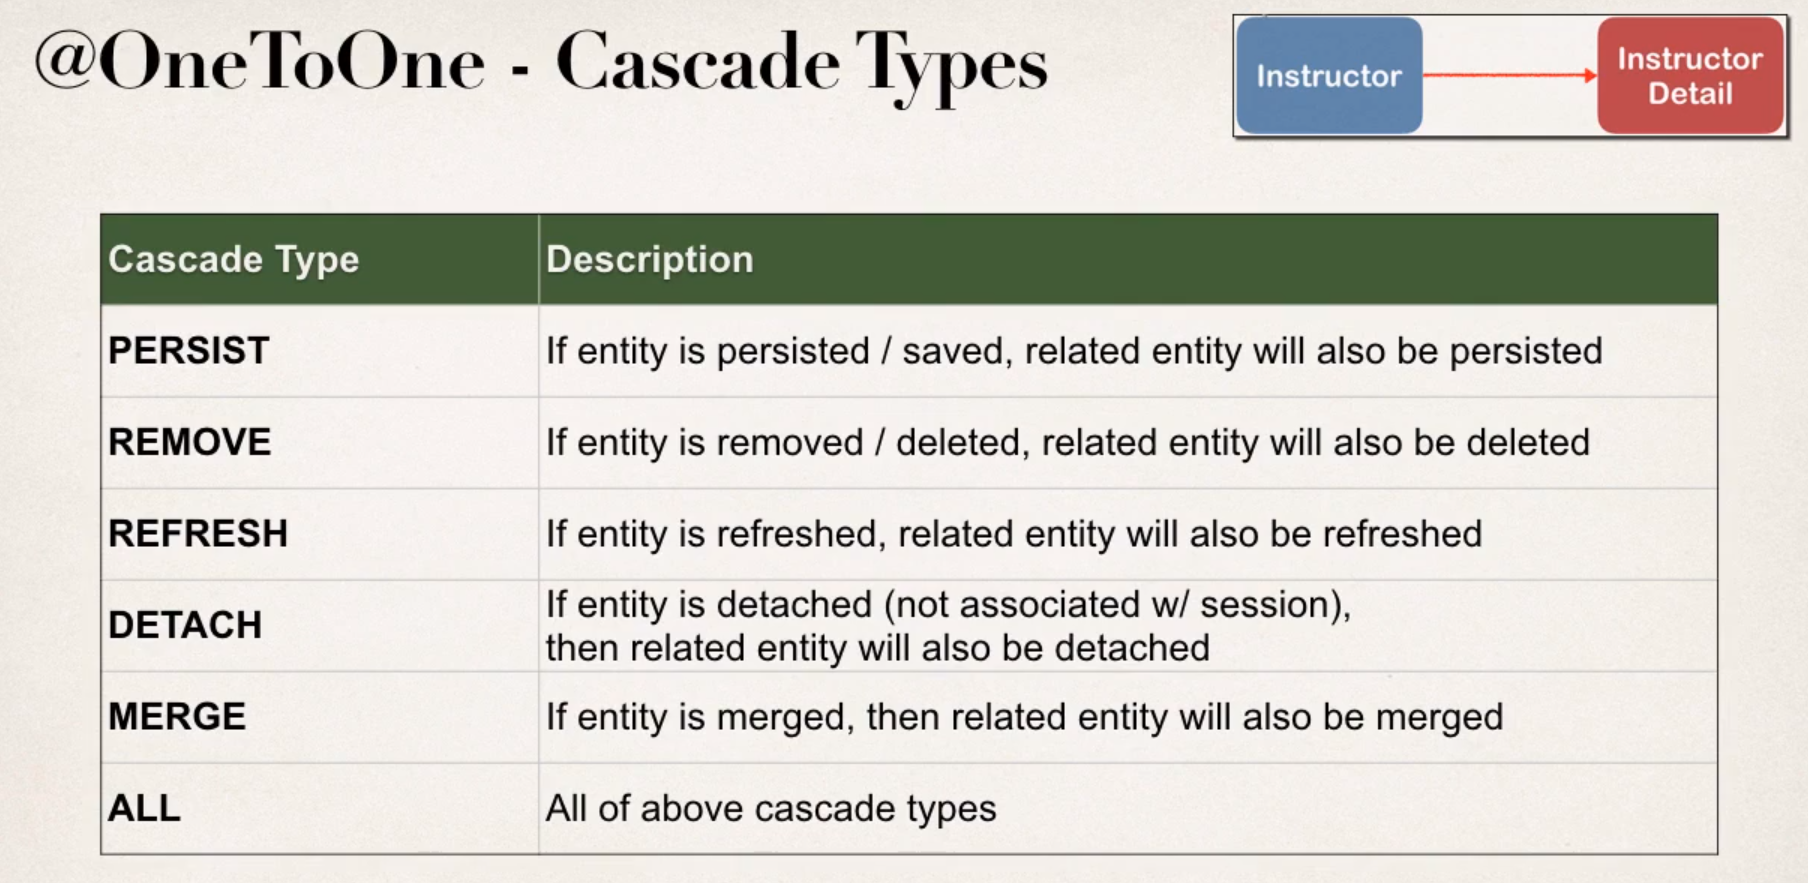 @OneToOne - Cascade Types
Instructor
Instructor
Detail
Cascade Type
Description
PERSIST
If entity is persisted / saved, related entity will also be persisted
REMOVE
If entity is removed / deleted, related entity will also be deleted
REFRESH
If entity is refreshed, related entity will also be refreshed
DETACH
If entity is detached (not associated w/ session),
then related entity will also be detached
MERGE
If entity is merged, then related entity will also be merged
ALL
All of above cascade types